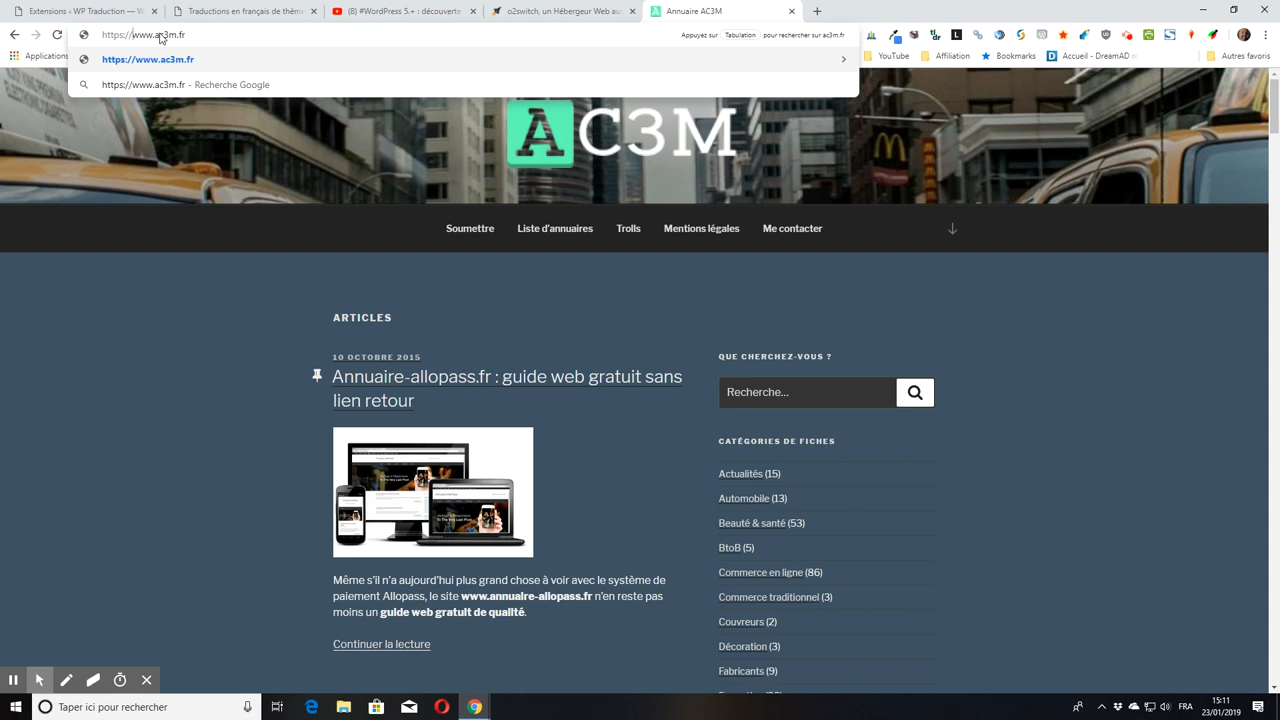 Extensions ‹ WP Traduction — W
Traductions en français de thème
(8) #WordPress 5.+ : découverte
o2switch, un Hébergeur Web aux
Annuaire AC3M
https://www.ac3m.fr
Appuyez sur Tabulation pour rechercher sur ac3m.fr
https://www.ac3m.fr
https://www.ac3m.fr - Recherche Google
Applications
YouTube
Affiliation
Bookmarks
Accueil - DreamAD
Autres favoris
AC3M
Soumettre
Liste d'annuaires
Trolls
Mentions légales
Me contacter
ARTICLES
10 OCTOBRE 2015
Annuaire-allopass.fr : guide web gratuit sans
lien retour
Même s'il n'a aujourd'hui plus grand chose à voir avec le système de
paiement Allopass, le site www.annuaire-allopass.fr n'en reste pas
moins un guide web gratuit de qualité.
Continuer la lecture
QUE CHERCHEZ-VOUS ?
Recherche...
CATÉGORIES DE FICHES
Actualités (15)
Automobile (13)
Beauté & santé (53)
BtoB (5)
Commerce en ligne (86)
Commerce traditionnel (3)
Couvreurs (2)
Décoration (3)
Fabricants (9)
Taper ici pour rechercher
FRA
15:11
23/01/2019